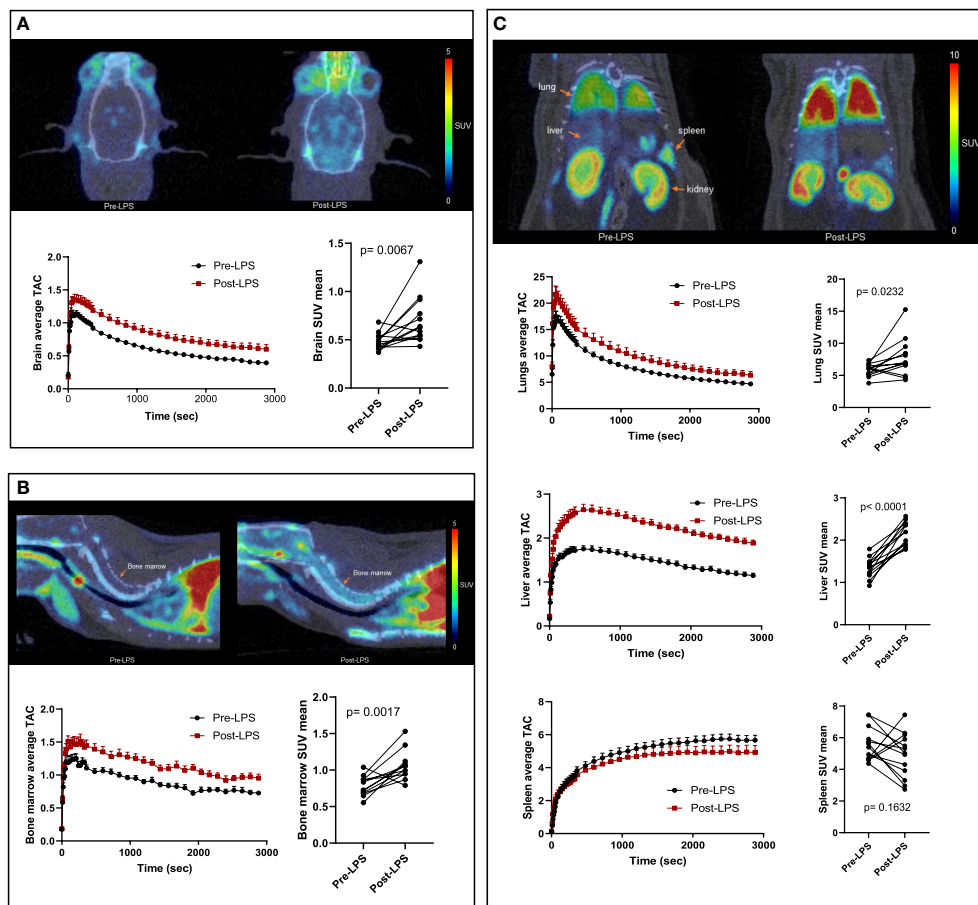 A
5
SUV
0
Pre-LPS
Post-LPS
Brain average TAC
2.0
1.5
1.0
0.5
0.0
0
1000
2000
3000
Time (sec)
Pre-LPS
Post-LPS
Brain SUV mean
1.5
1.0
0.5
0.0
p= 0.0067
Pre-LPS
Post-LPS
B
Bone marrow
Bone marrow
5
SUV
0
Pre-LPS
Post-LPS
Bone marrow average TAC
2.0
1.5
1.0
0.5
0.0
0
1000
2000
3000
Time (sec)
Pre-LPS
Post-LPS
Bone marrow SUV mean
2.0
1.5
1.0
0.5
0.0
p= 0.0017
Pre-LPS
Post-LPS
C
lung
liver
spleen
kidney
10
SUV
0
Pre-LPS
Post-LPS
Lungs average TAC
25
20
15
10
5
0
0
1000
2000
3000
Time (sec)
Pre-LPS
Post-LPS
Lung SUV mean
20
15
10
5
0
p= 0.0232
Pre-LPS
Post-LPS
Liver average TAC
3
2
1
0
0
1000
2000
3000
Time (sec)
Pre-LPS
Post-LPS
Liver SUV mean
3
2
1
0
p< 0.0001
Pre-LPS
Post-LPS
Spleen average TAC
8
6
4
2
0
0
1000
2000
3000
Time (sec)
Pre-LPS
Post-LPS
Spleen SUV mean
8
6
4
2
0
p= 0.1632
Pre-LPS
Post-LPS